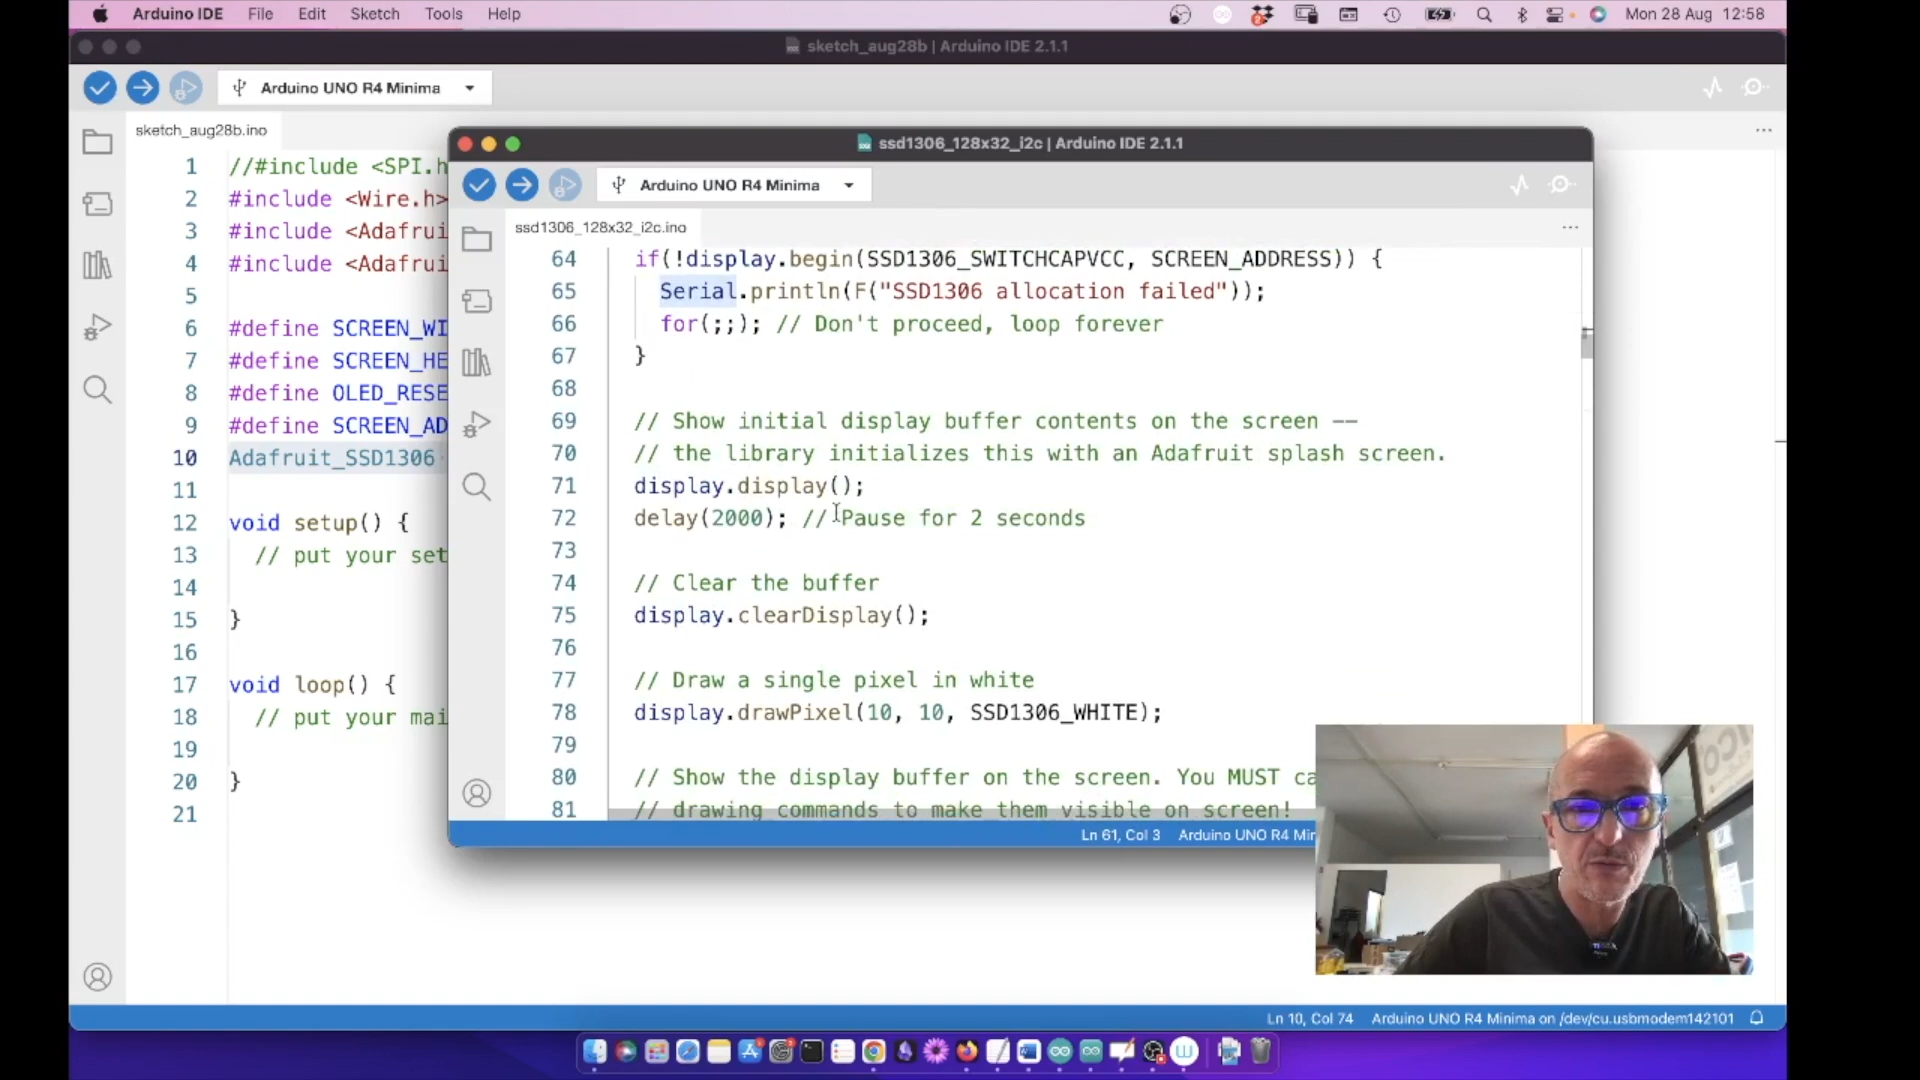 Arduino IDE File Edit Sketch Tools Help Mon 28 Aug 12:58
sketch_aug28b | Arduino IDE 2.1.1
Arduino UNO R4 Minima
sketch_aug28b.ino
1 //#include <SPI.h
2 #include <Wire.h>
3 #include <Adafrui
4 #include <Adafrui
5
6 #define SCREEN_WI
7 #define SCREEN_HE
8 #define OLED_RESE
9 #define SCREEN_AD
10 Adafruit_SSD1306
11
12 void setup() {
13 // put your set
14
15 }
16
17 void loop() {
18 // put your mai
19
20 }
21
ssd1306_128x32_i2c | Arduino IDE 2.1.1
Arduino UNO R4 Minima
ssd1306_128x32_i2c.ino
64 if(!display.begin(SSD1306_SWITCHCAPVCC, SCREEN_ADDRESS)) {
65 Serial.println(F("SSD1306 allocation failed"));
66 for(;;); // Don't proceed, loop forever
67 }
68
69 // Show initial display buffer contents on the screen --
70 // the library initializes this with an Adafruit splash screen.
71 display.display();
72 delay(2000); // Pause for 2 seconds
73
74 // Clear the buffer
75 display.clearDisplay();
76
77 // Draw a single pixel in white
78 display.drawPixel(10, 10, SSD1306_WHITE);
79
80 // Show the display buffer on the screen. You MUST ca
81 // drawing commands to make them visible on screen!
Ln 61, Col 3 Arduino UNO R4 Min
Ln 10, Col 74 Arduino UNO R4 Minima on /dev/cu.usbmodem142101